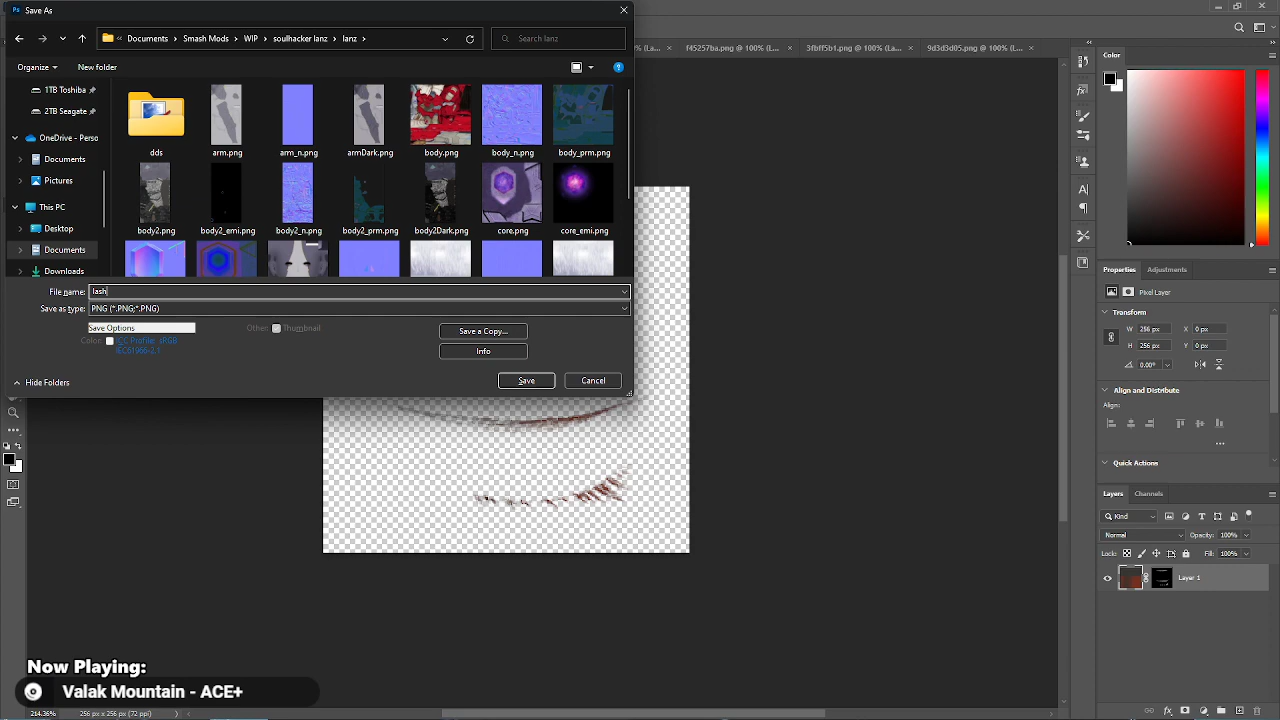 Save As
« Documents › Smash Mods › WIP › soulhacker lanz › lanz ›
Search lanz
f45257ba.png @ 100% (L...
3fbff5b1.png @ 100% (La...
9d3d3d05.png @ 100% (La...
Organize
New folder
1TB Toshiba
2TB Seagate
OneDrive - Perso
Documents
Pictures
This PC
Desktop
Documents
Downloads
dds
arm.png
arm_n.png
armDark.png
body.png
body_n.png
body_prm.png
body2.png
body2_emi.png
body2_n.png
body2_prm.png
body2Dark.png
core.png
core_emi.png
File name:
lash
Save as type:
PNG (*.PNG;*.PNG)
Save Options
Color:
ICC Profile: sRGB
IEC61966-2.1
Other:
Thumbnail
Save a Copy...
Info
Hide Folders
Save
Cancel
Color
Properties
Adjustments
Pixel Layer
Transform
W 256 px
X 0 px
H 256 px
Y 0 px
0.00°
Align and Distribute
Align:
Quick Actions
Layers
Channels
Kind
Normal
Opacity: 100%
Lock:
Fill: 100%
Layer 1
Now Playing:
Valak Mountain - ACE+
214.36%
256 px x 256 px (72 ppi)